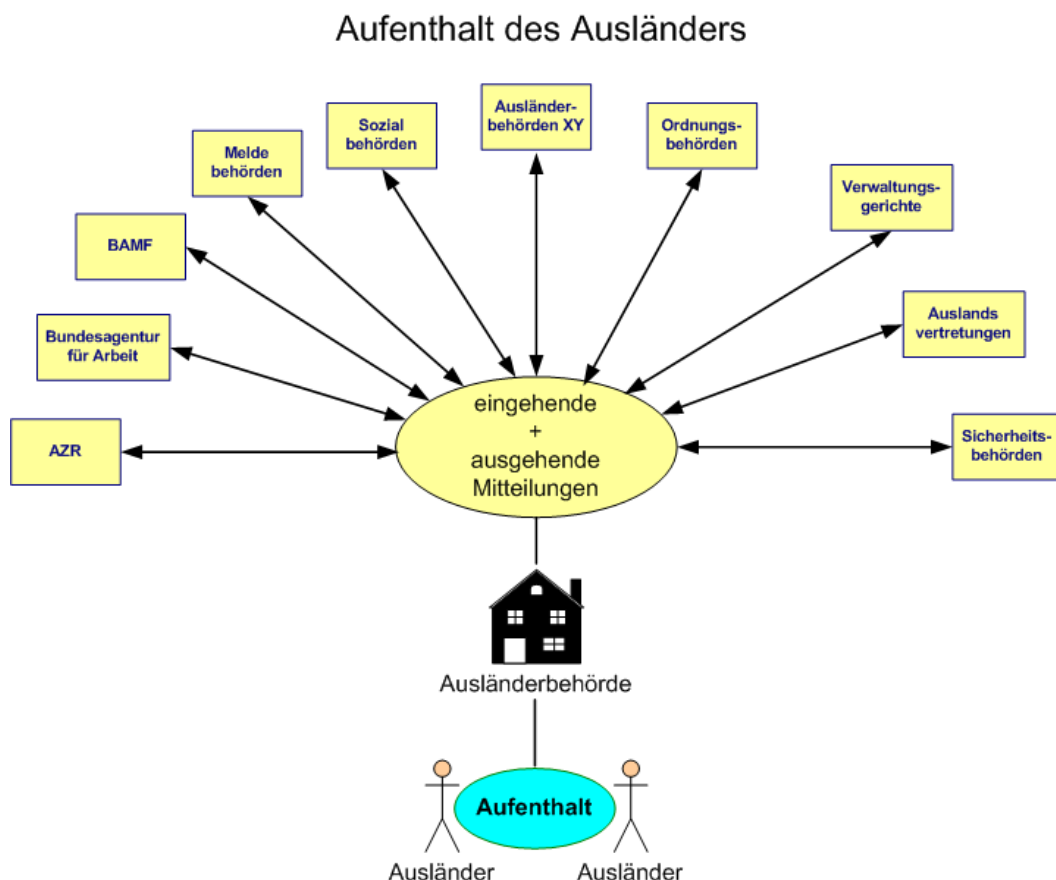 Aufenthalt des Ausländers
Ausländer-
behörden XY
Sozial
behörden
Ordnungs-
behörden
Melde
behörden
Verwaltungs-
gerichte
BAMF
Auslands
vertretungen
Bundesagentur
für Arbeit
AZR
Sicherheits-
behörden
eingehende
+
ausgehende
Mitteilungen
Ausländerbehörde
Aufenthalt
Ausländer
Ausländer